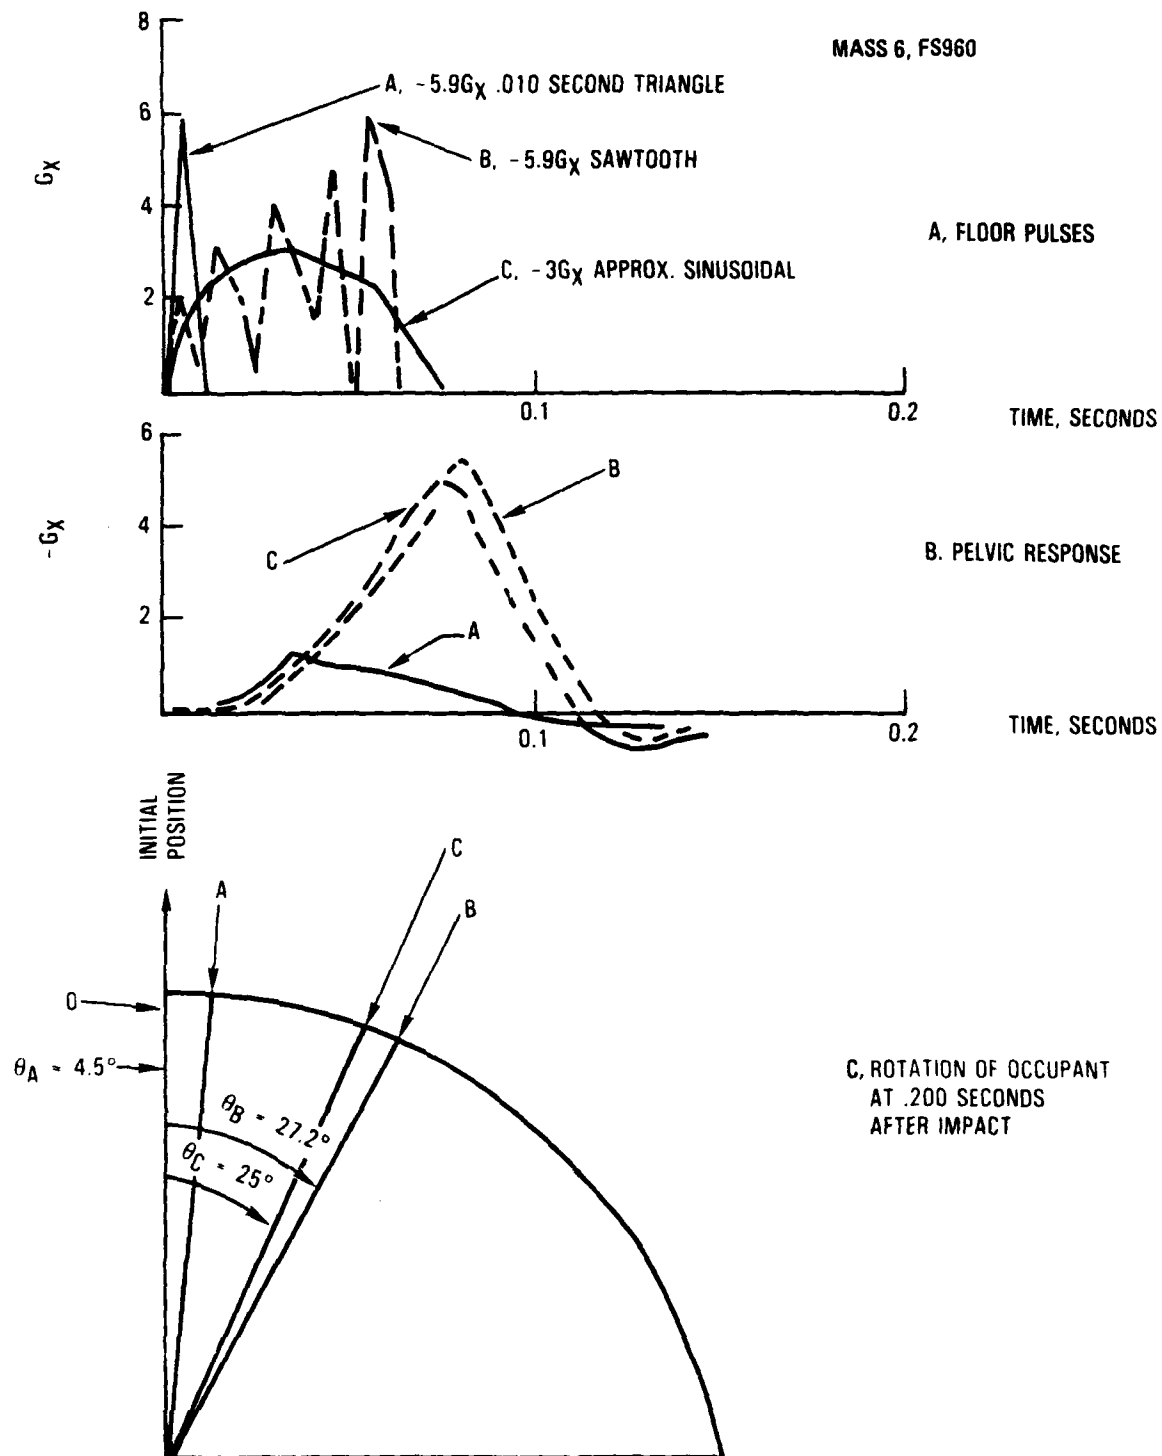 MASS 6, FS960
8
6
4
2
GX
A, -5.9GX .010 SECOND TRIANGLE
B, -5.9GX SAWTOOTH
C, -3GX APPROX. SINUSOIDAL
A, FLOOR PULSES
0.1
0.2
TIME, SECONDS
6
4
2
-GX
B
C
A
B. PELVIC RESPONSE
0.1
0.2
TIME, SECONDS
INITIAL
POSITION
A
C
B
0
θA = 4.5°
θB = 27.2°
θC = 25°
C, ROTATION OF OCCUPANT
AT .200 SECONDS
AFTER IMPACT